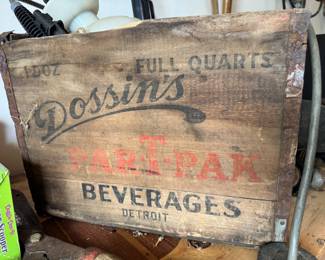 1 DOZ FULL QUARTS
Dossin's
PAR-T-PAK
BEVERAGES
DETROIT